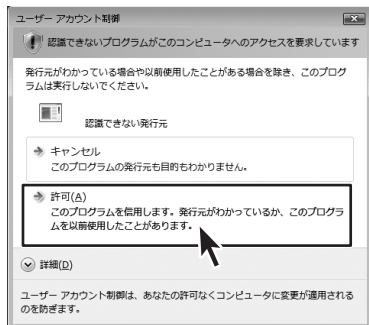 ユーザー アカウント制御
認識できないプログラムがこのコンピュータへのアクセスを要求しています
発行元がわかっている場合や以前使用したことがある場合を除き、このプログ
ラムは実行しないでください。
認識できない発行元
キャンセル
このプログラムの発行元も目的もわかりません。
許可(A)
このプログラムを信用します。発行元がわかっているか、このプログラ
ムを以前使用したことがあります。
詳細(D)
ユーザー アカウント制御は、あなたの許可なくコンピュータに変更が適用される
のを防ぎます。